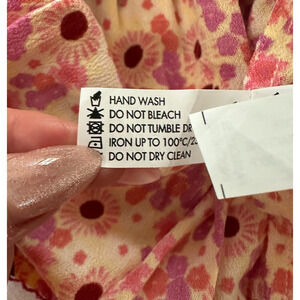 HAND WASH
DO NOT BLEACH
DO NOT TUMBLE DR
IRON UP TO 100°C/2
DO NOT DRY CLEAN